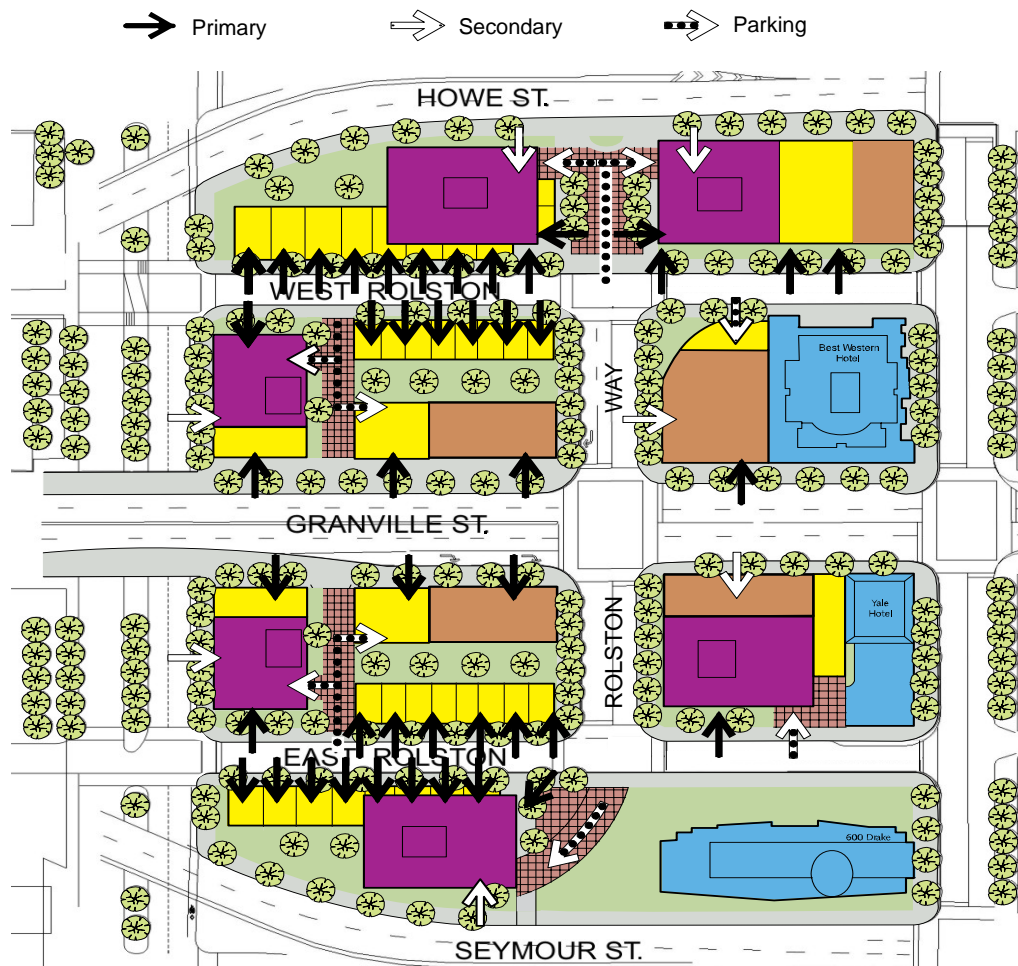 Primary Secondary Parking
HOWE ST.
WEST ROLSTON
Best Western
Hotel
WAY
GRANVILLE ST.
Yale
Hotel
ROLSTON
EAST ROLSTON
600 Drake
SEYMOUR ST.